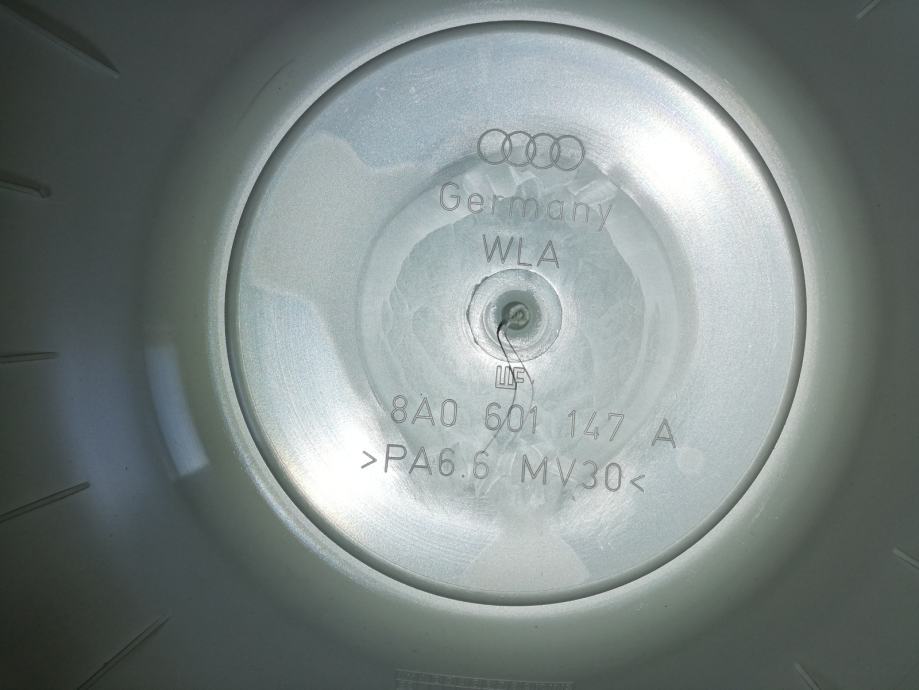 Germany
WLA
8A0 601 147 A
>PA6.6 MV30<